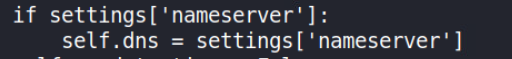 if settings['nameserver']:
    self.dns = settings['nameserver']